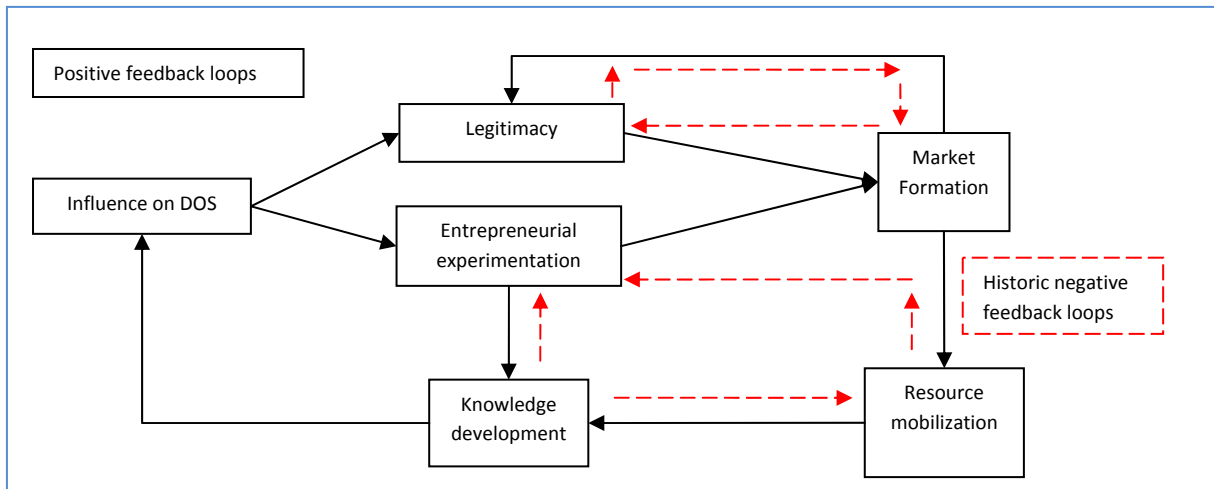 Positive feedback loops
Legitimacy
Market
Formation
Influence on DOS
Entrepreneurial
experimentation
Historic negative
feedback loops
Knowledge
development
Resource
mobilization